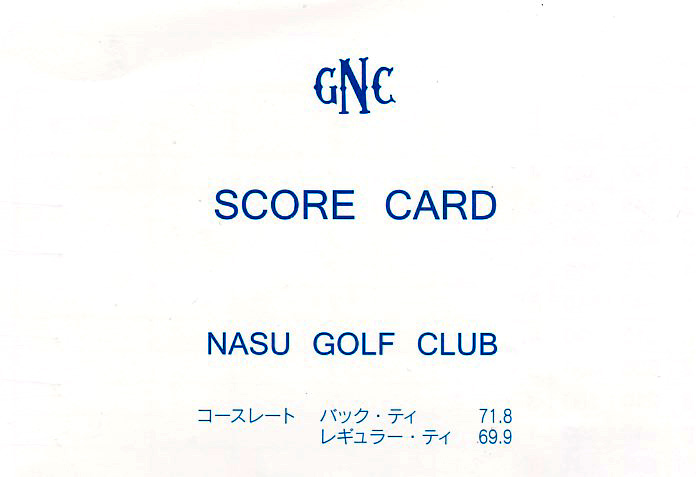 GNC
SCORE CARD
NASU GOLF CLUB
コースレート バック・ティ 71.8
レギュラー・ティ 69.9